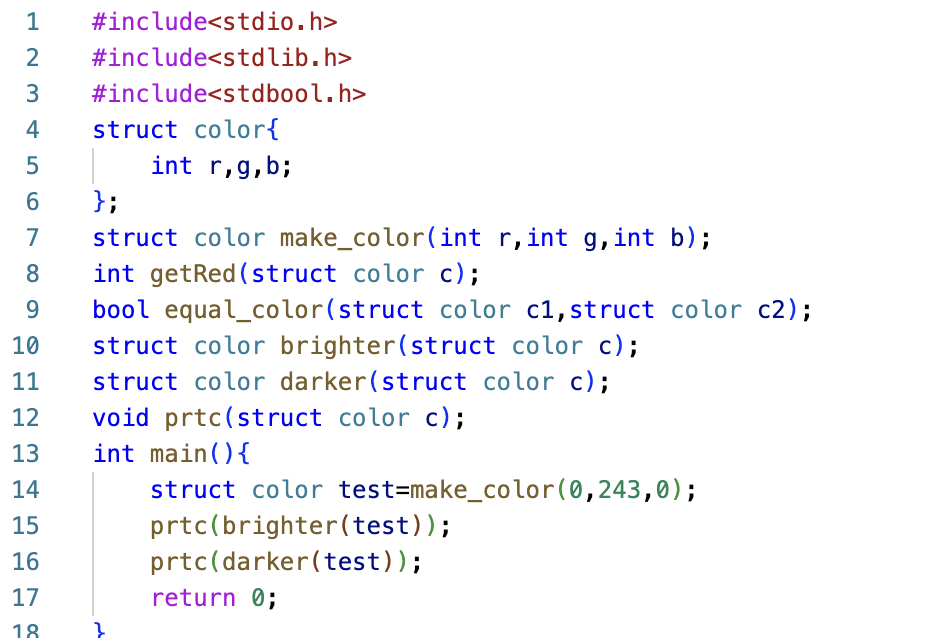 1 #include<stdio.h>
2 #include<stdlib.h>
3 #include<stdbool.h>
4 struct color{
5     int r,g,b;
6 };
7 struct color make_color(int r,int g,int b);
8 int getRed(struct color c);
9 bool equal_color(struct color c1,struct color c2);
10 struct color brighter(struct color c);
11 struct color darker(struct color c);
12 void prtc(struct color c);
13 int main(){
14     struct color test=make_color(0,243,0);
15     prtc(brighter(test));
16     prtc(darker(test));
17     return 0;
18 }